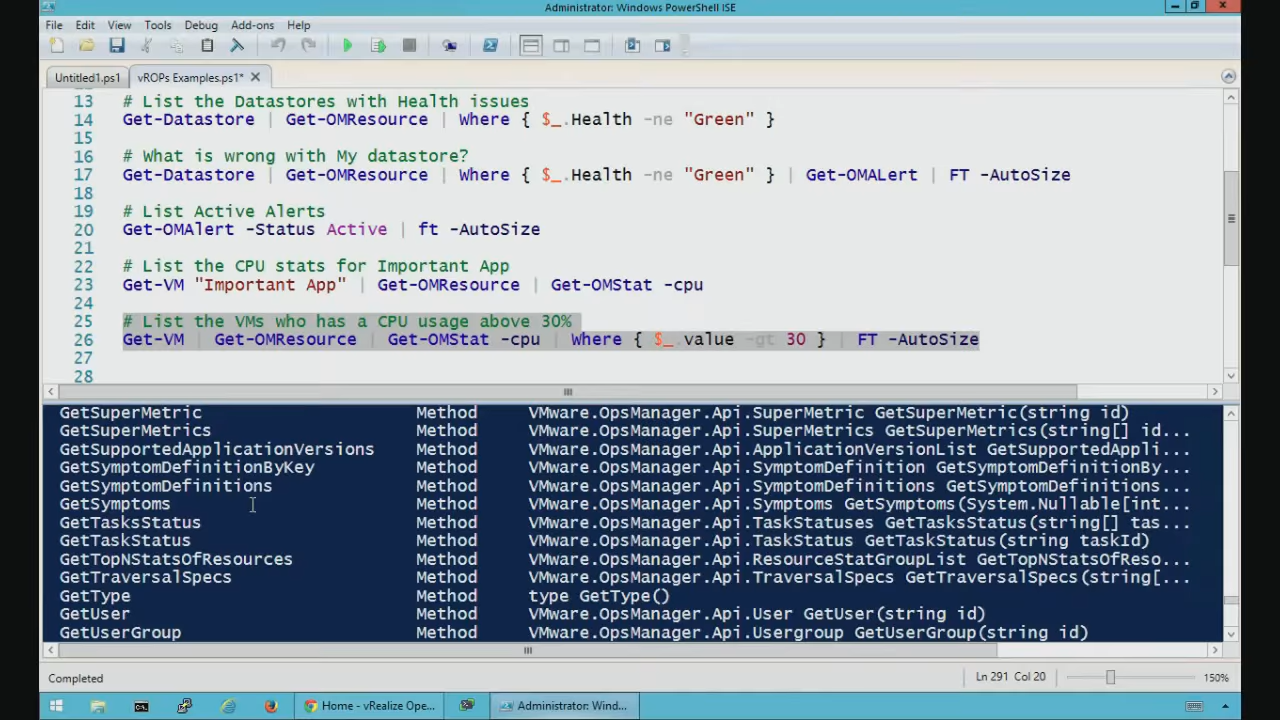 Administrator: Windows PowerShell ISE
File Edit View Tools Debug Add-ons Help
Untitled1.ps1 vROPs Examples.ps1*
13 # List the Datastores with Health issues
14 Get-Datastore | Get-OMResource | Where { $_.Health -ne "Green" }
15
16 # What is wrong with My datastore?
17 Get-Datastore | Get-OMResource | Where { $_.Health -ne "Green" } | Get-OMALert | FT -AutoSize
18
19 # List Active Alerts
20 Get-OMAlert -Status Active | ft -AutoSize
21
22 # List the CPU stats for Important App
23 Get-VM "Important App" | Get-OMResource | Get-OMStat -cpu
24
25 # List the VMs who has a CPU usage above 30%
26 Get-VM | Get-OMResource | Get-OMStat -cpu | Where { $_.value -gt 30 } | FT -AutoSize
27
28
GetSuperMetric Method VMware.OpsManager.Api.SuperMetric GetSuperMetric(string id)
GetSuperMetrics Method VMware.OpsManager.Api.SuperMetrics GetSuperMetrics(string[] id...
GetSupportedApplicationVersions Method VMware.OpsManager.Api.ApplicationVersionList GetSupportedAppli...
GetSymptomDefinitionByKey Method VMware.OpsManager.Api.SymptomDefinition GetSymptomDefinitionBy...
GetSymptomDefinitions Method VMware.OpsManager.Api.SymptomDefinitions GetSymptomDefinitions...
GetSymptoms Method VMware.OpsManager.Api.Symptoms GetSymptoms(System.Nullable[int...
GetTasksStatus Method VMware.OpsManager.Api.TaskStatuses GetTasksStatus(string[] tas...
GetTaskStatus Method VMware.OpsManager.Api.TaskStatus GetTaskStatus(string taskId)
GetTopNStatsOfResources Method VMware.OpsManager.Api.ResourceStatGroupList GetTopNStatsOfReso...
GetTraversalSpecs Method VMware.OpsManager.Api.TraversalSpecs GetTraversalSpecs(string[...
GetType Method type GetType()
GetUser Method VMware.OpsManager.Api.User GetUser(string id)
GetUserGroup Method VMware.OpsManager.Api.Usergroup GetUserGroup(string id)
Completed Ln 291 Col 20 150%
Home - vRealize Ope... Administrator: Wind...